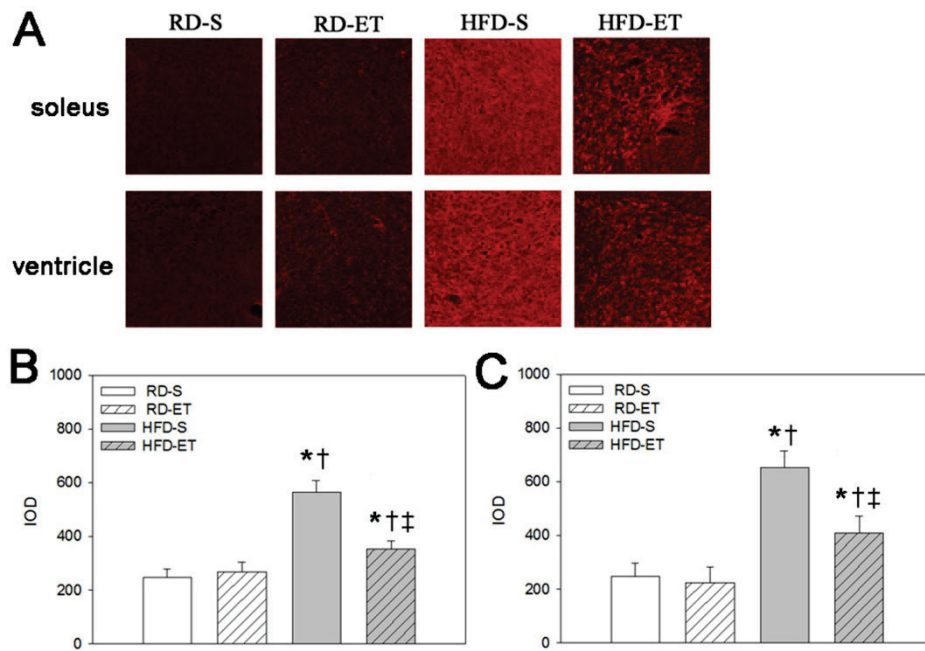 A
RD-S RD-ET HFD-S HFD-ET
soleus
ventricle
B
1000
800
600
400
200
0
IOD
RD-S
RD-ET
HFD-S
HFD-ET
*†
*†‡
C
1000
800
600
400
200
0
IOD
RD-S
RD-ET
HFD-S
HFD-ET
*†
*†‡